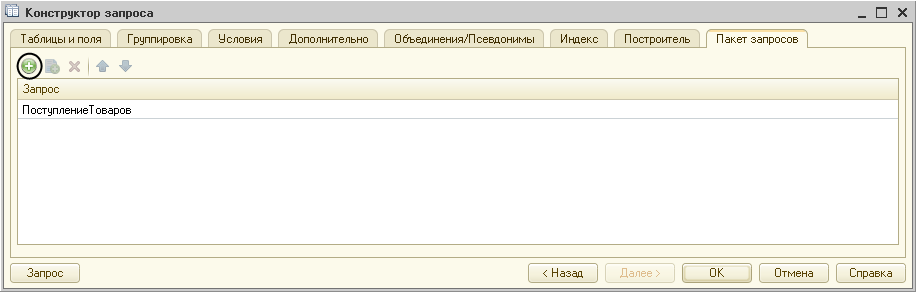 Конструктор запроса
Таблицы и поля Группировка Условия Дополнительно Объединения/Псевдонимы Индекс Построитель Пакет запросов
Запрос
ПоступлениеТоваров
Запрос < Назад Далее > OK Отмена Справка